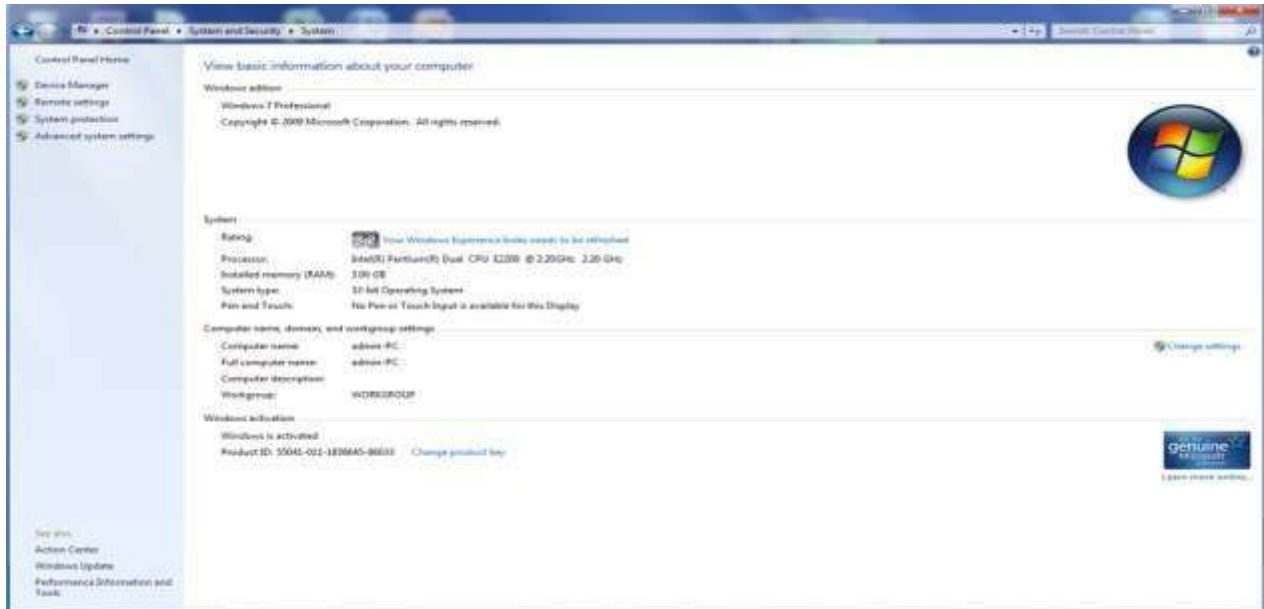 Control Panel ▸ System and Security ▸ System
Search Control Panel
Control Panel Home
Device Manager
Remote settings
System protection
Advanced system settings
View basic information about your computer
Windows edition
Windows 7 Professional
Copyright © 2009 Microsoft Corporation. All rights reserved.
System
Rating: Your Windows Experience Index needs to be refreshed
Processor: Intel(R) Pentium(R) Dual CPU E2200 @ 2.20GHz 2.20 GHz
Installed memory (RAM): 3.00 GB
System type: 32-bit Operating System
Pen and Touch: No Pen or Touch Input is available for this Display
Computer name, domain, and workgroup settings
Computer name: admin-PC
Change settings
Full computer name: admin-PC
Computer description:
Workgroup: WORKGROUP
Windows activation
Windows is activated
Product ID: Change product key
genuine
Microsoft
Learn more online...
See also
Action Center
Windows Update
Performance Information and
Tools